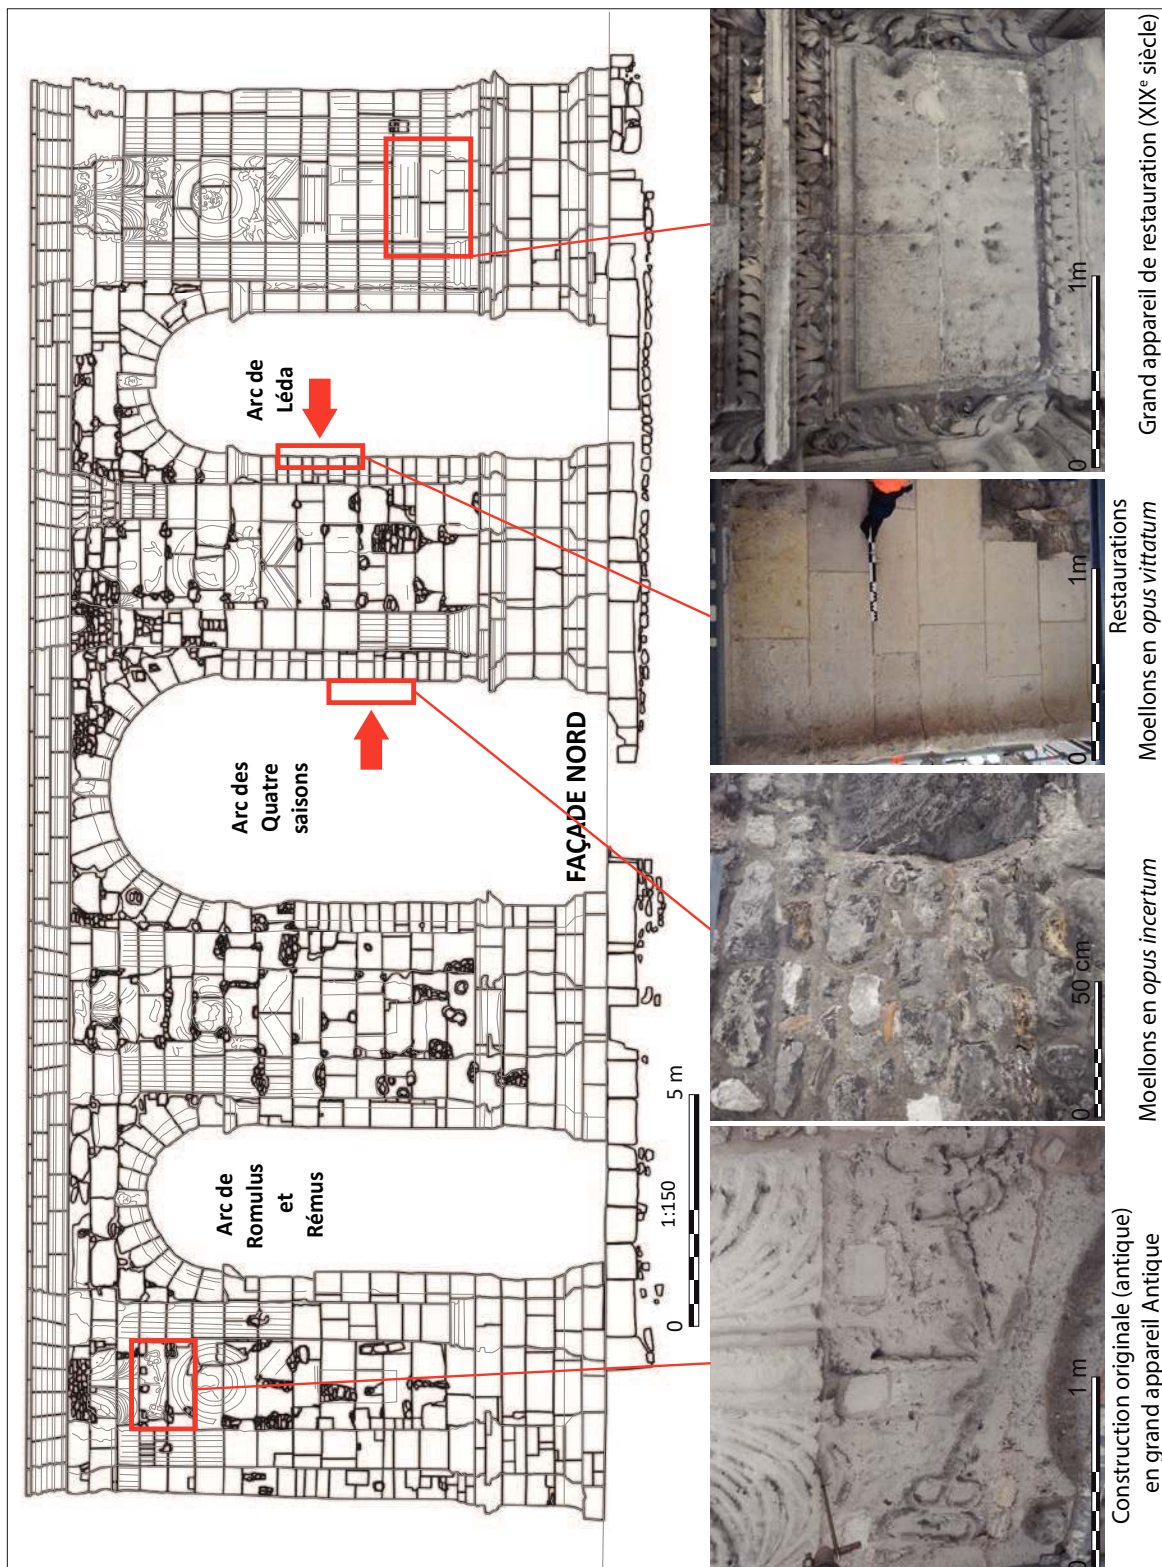 Arc de
Romulus
et
Rémus
Arc des
Quatre
saisons
Arc de
Léda
FAÇADE NORD
1:150
0
5 m
1 m
0
50 cm
0
1m
0
1m
0
Construction originale (antique)
en grand appareil Antique
Moellons en opus incertum
Restaurations
Moellons en opus vittatum
Grand appareil de restauration (XIXe siècle)